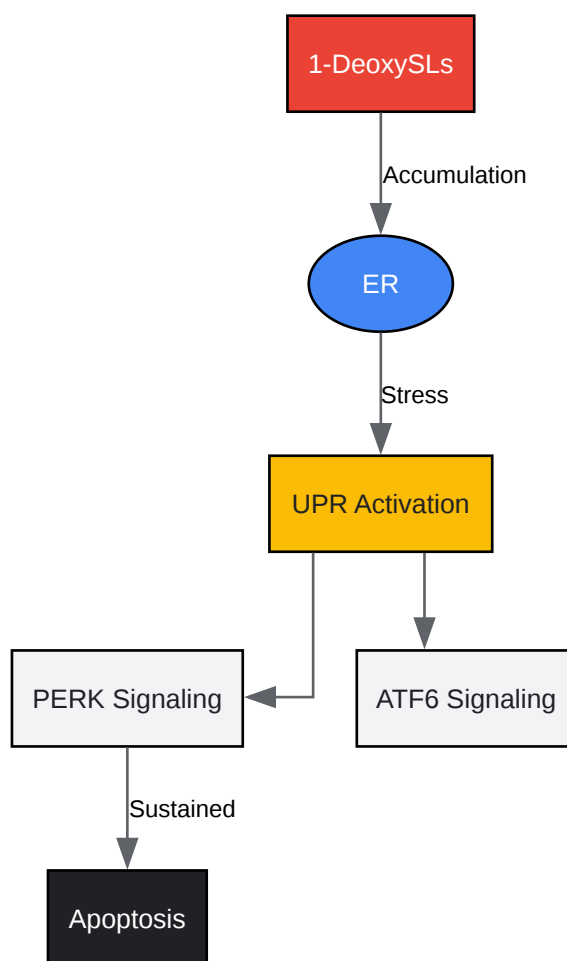 1-DeoxySLs
Accumulation
ER
Stress
UPR Activation
PERK Signaling
ATF6 Signaling
Sustained
Apoptosis